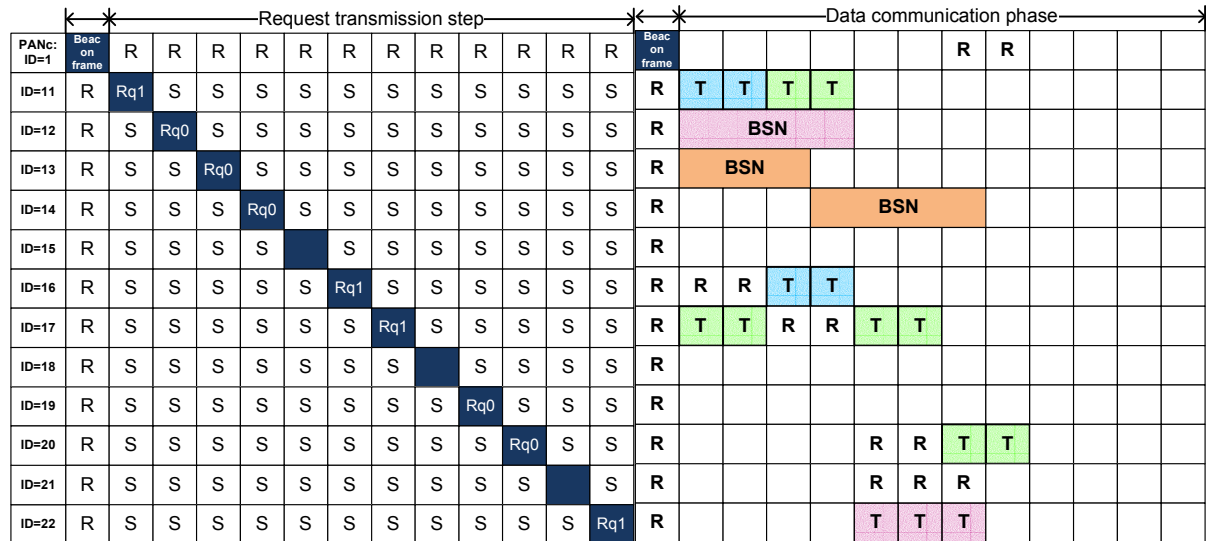 Request transmission step Data communication phase
PANc: ID=1 Beac on frame R R R R R R R R R R R R Beac on frame R R
ID=11 R Rq1 S S S S S S S S S S S R T T T T
ID=12 R S Rq0 S S S S S S S S S S R BSN
ID=13 R S S Rq0 S S S S S S S S S R BSN
ID=14 R S S S Rq0 S S S S S S S S R BSN
ID=15 R S S S S S S S S S S S R
ID=16 R S S S S S Rq1 S S S S S S R R R T T
ID=17 R S S S S S S Rq1 S S S S S R T T R R T T
ID=18 R S S S S S S S S S S S R
ID=19 R S S S S S S S S Rq0 S S S R
ID=20 R S S S S S S S S S Rq0 S S R R R T T
ID=21 R S S S S S S S S S S S R R R R
ID=22 R S S S S S S S S S S S Rq1 R T T T